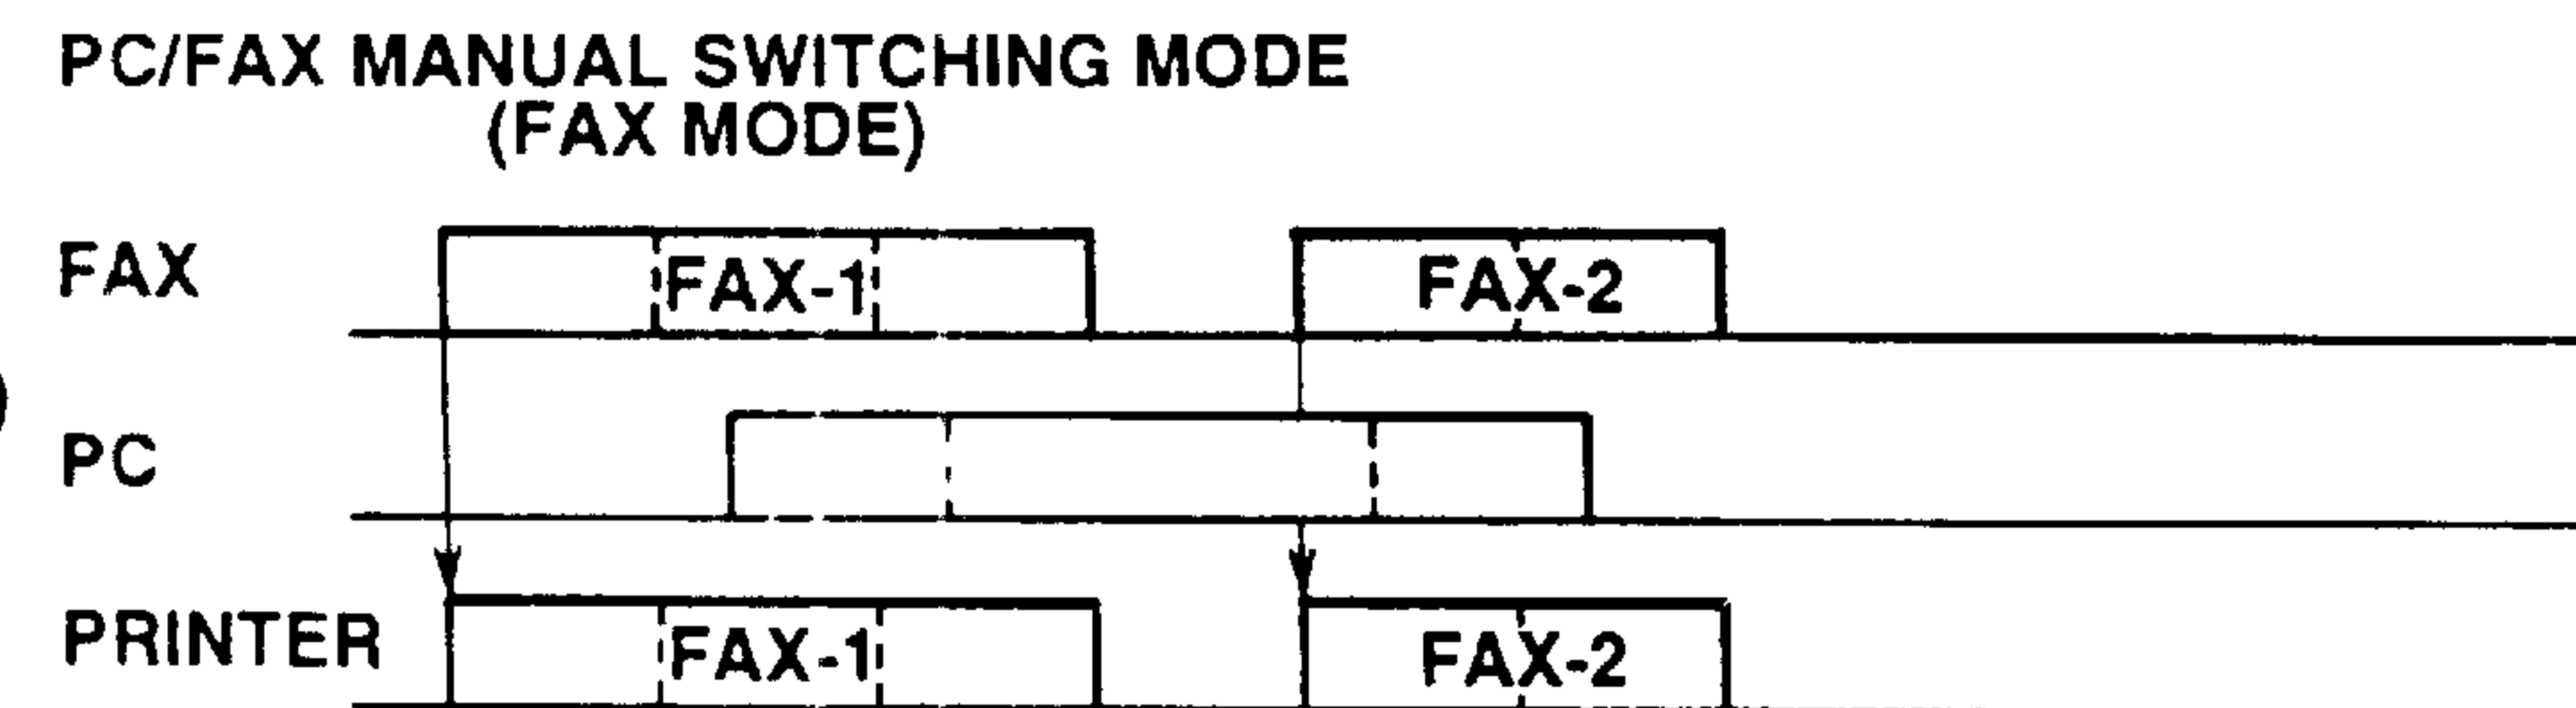 PC/FAX MANUAL SWITCHING MODE
(FAX MODE)
FAX
FAX-1
FAX-2
PC
PRINTER
FAX-1
FAX-2